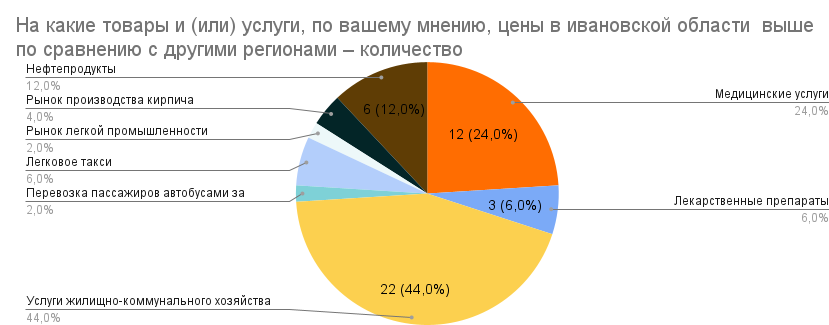 На какие товары и (или) услуги, по вашему мнению, цены в ивановской области выше
по сравнению с другими регионами – количество
Нефтепродукты
12,0%
Рынок производства кирпича
4,0%
Рынок легкой промышленности
2,0%
Легковое такси
6,0%
Перевозка пассажиров автобусами за
2,0%
Услуги жилищно-коммунального хозяйства
44,0%
6 (12,0%)
12 (24,0%)
3 (6,0%)
22 (44,0%)
Медицинские услуги
24,0%
Лекарственные препараты
6,0%